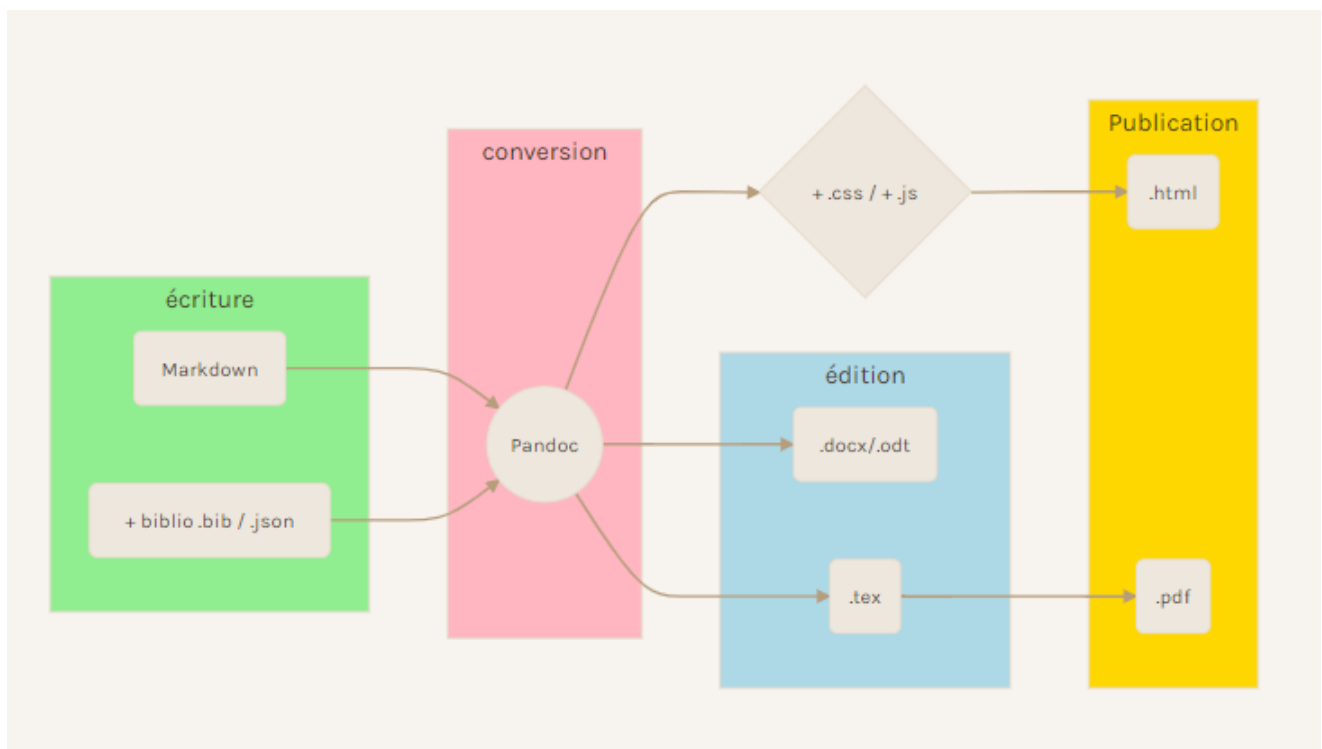 écriture
Markdown
+ biblio .bib / .json
conversion
Pandoc
+ .css / + .js
édition
.docx/.odt
.tex
Publication
.html
.pdf